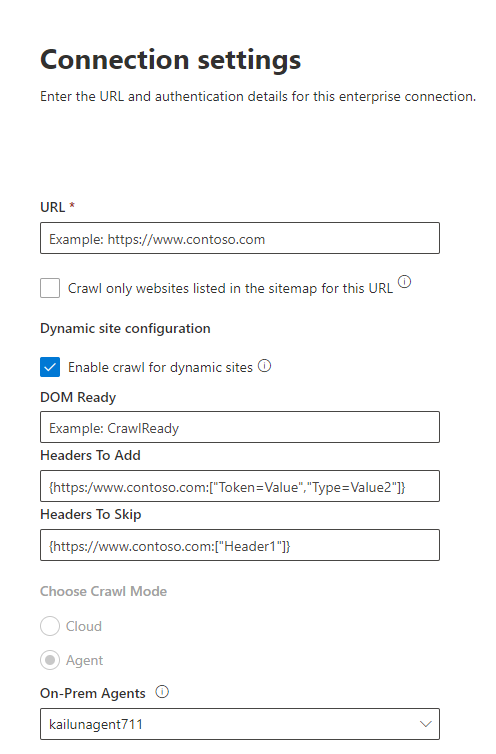 Connection settings
Enter the URL and authentication details for this enterprise connection.
URL *
Example: https://www.contoso.com
Crawl only websites listed in the sitemap for this URL
Dynamic site configuration
Enable crawl for dynamic sites
DOM Ready
Example: CrawlReady
Headers To Add
{https:/www.contoso.com:["Token=Value","Type=Value2"]}
Headers To Skip
{https://www.contoso.com:["Header1"]}
Choose Crawl Mode
Cloud
Agent
On-Prem Agents
kailunagent711